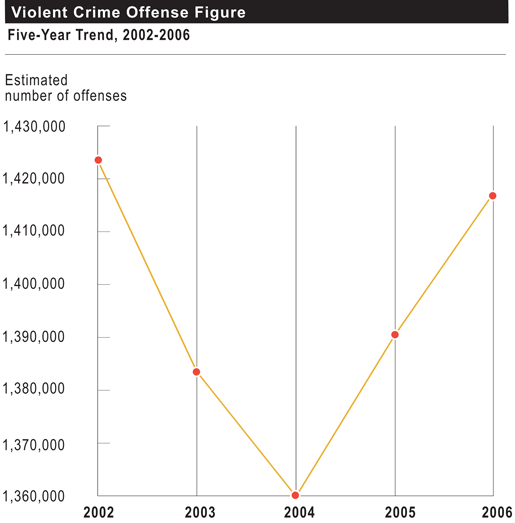 Violent Crime Offense Figure
Five-Year Trend, 2002-2006
Estimated
number of offenses
1,430,000
1,420,000
1,410,000
1,400,000
1,390,000
1,380,000
1,370,000
1,360,000
2002 2003 2004 2005 2006